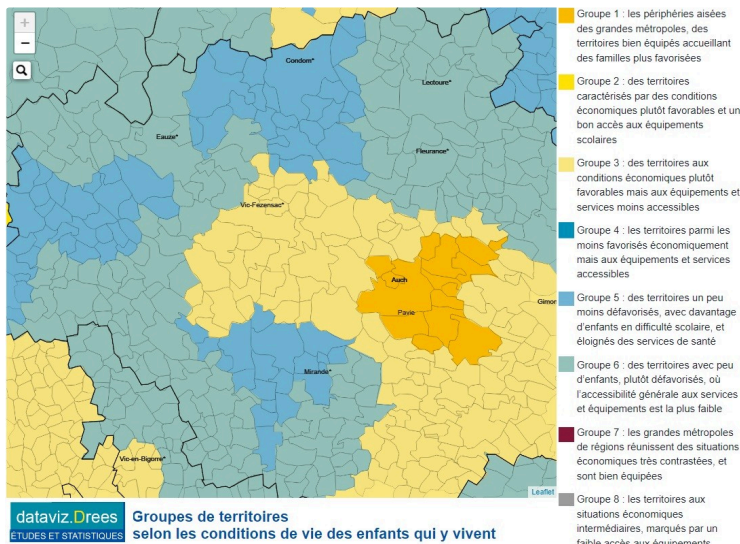 +
−
Condom*
Lectoure*
Eauze*
Fleurance*
Vic-Fezensac*
Auch
Gimon
Pavie
Mirande*
Vic-en-Bigorre*
Leaflet
Groupe 1 : les périphéries aisées
des grandes métropoles, des
territoires bien équipés accueillant
des familles plus favorisées
Groupe 2 : des territoires
caractérisés par des conditions
économiques plutôt favorables et un
bon accès aux équipements
scolaires
Groupe 3 : des territoires aux
conditions économiques plutôt
favorables mais aux équipements et
services moins accessibles
Groupe 4 : les territoires parmi les
moins favorisés économiquement
mais aux équipements et services
accessibles
Groupe 5 : des territoires un peu
moins défavorisés, avec davantage
d'enfants en difficulté scolaire, et
éloignés des services de santé
Groupe 6 : des territoires avec peu
d'enfants, plutôt défavorisés, où
l'accessibilité générale aux services
et équipements est la plus faible
Groupe 7 : les grandes métropoles
de régions réunissent des situations
économiques très contrastées, et
sont bien équipées
Groupe 8 : les territoires aux
situations économiques
intermédiaires, marqués par un
faible accès aux équipements
dataviz.Drees
ÉTUDES ET STATISTIQUES
Groupes de territoires
selon les conditions de vie des enfants qui y vivent